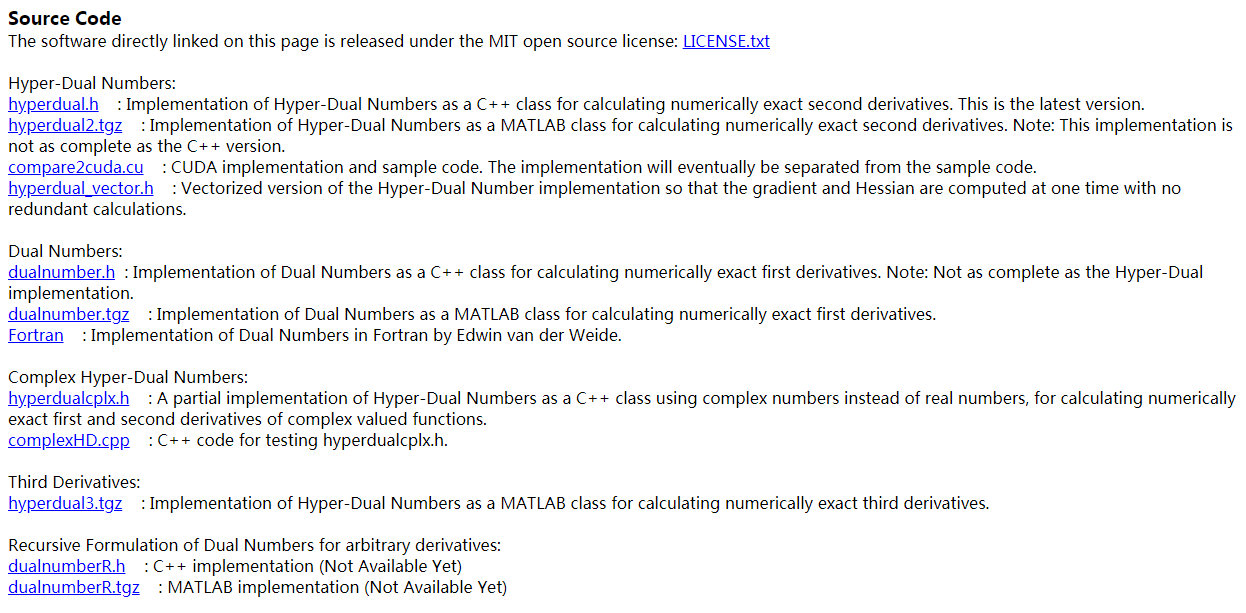 Source Code
The software directly linked on this page is released under the MIT open source license: LICENSE.txt
Hyper-Dual Numbers:
hyperdual.h : Implementation of Hyper-Dual Numbers as a C++ class for calculating numerically exact second derivatives. This is the latest version.
hyperdual2.tgz : Implementation of Hyper-Dual Numbers as a MATLAB class for calculating numerically exact second derivatives. Note: This implementation is
not as complete as the C++ version.
compare2cuda.cu : CUDA implementation and sample code. The implementation will eventually be separated from the sample code.
hyperdual_vector.h : Vectorized version of the Hyper-Dual Number implementation so that the gradient and Hessian are computed at one time with no
redundant calculations.
Dual Numbers:
dualnumber.h : Implementation of Dual Numbers as a C++ class for calculating numerically exact first derivatives. Note: Not as complete as the Hyper-Dual
implementation.
dualnumber.tgz : Implementation of Dual Numbers as a MATLAB class for calculating numerically exact first derivatives.
Fortran : Implementation of Dual Numbers in Fortran by Edwin van der Weide.
Complex Hyper-Dual Numbers:
hyperdualcplx.h : A partial implementation of Hyper-Dual Numbers as a C++ class using complex numbers instead of real numbers, for calculating numerically
exact first and second derivatives of complex valued functions.
complexHD.cpp : C++ code for testing hyperdualcplx.h.
Third Derivatives:
hyperdual3.tgz : Implementation of Hyper-Dual Numbers as a MATLAB class for calculating numerically exact third derivatives.
Recursive Formulation of Dual Numbers for arbitrary derivatives:
dualnumberR.h : C++ implementation (Not Available Yet)
dualnumberR.tgz : MATLAB implementation (Not Available Yet)